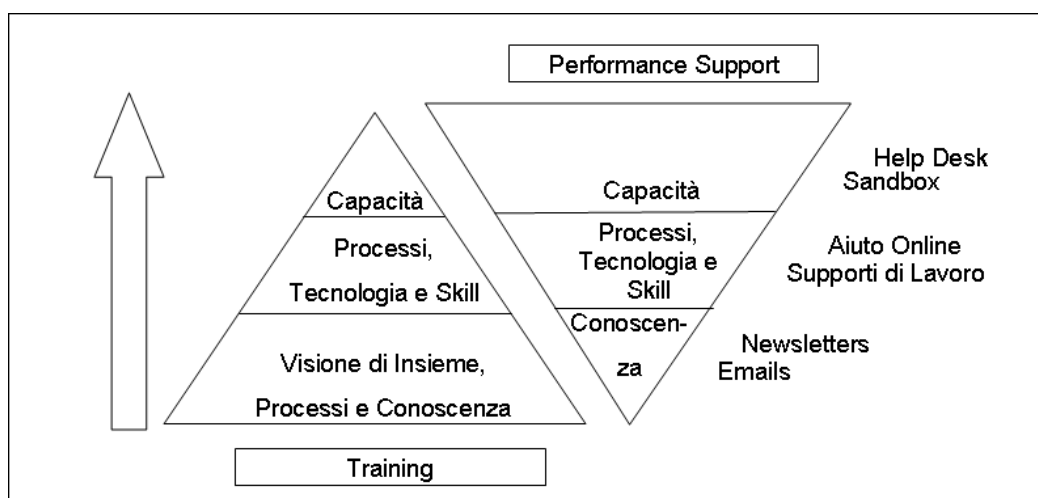 Performance Support
Capacità
Processi,
Tecnologia e Skill
Visione di Insieme,
Processi e Conoscenza
Training
Capacità
Processi,
Tecnologia e
Skill
Conoscen-
za
Help Desk
Sandbox
Aiuto Online
Supporti di Lavoro
Newsletters
Emails